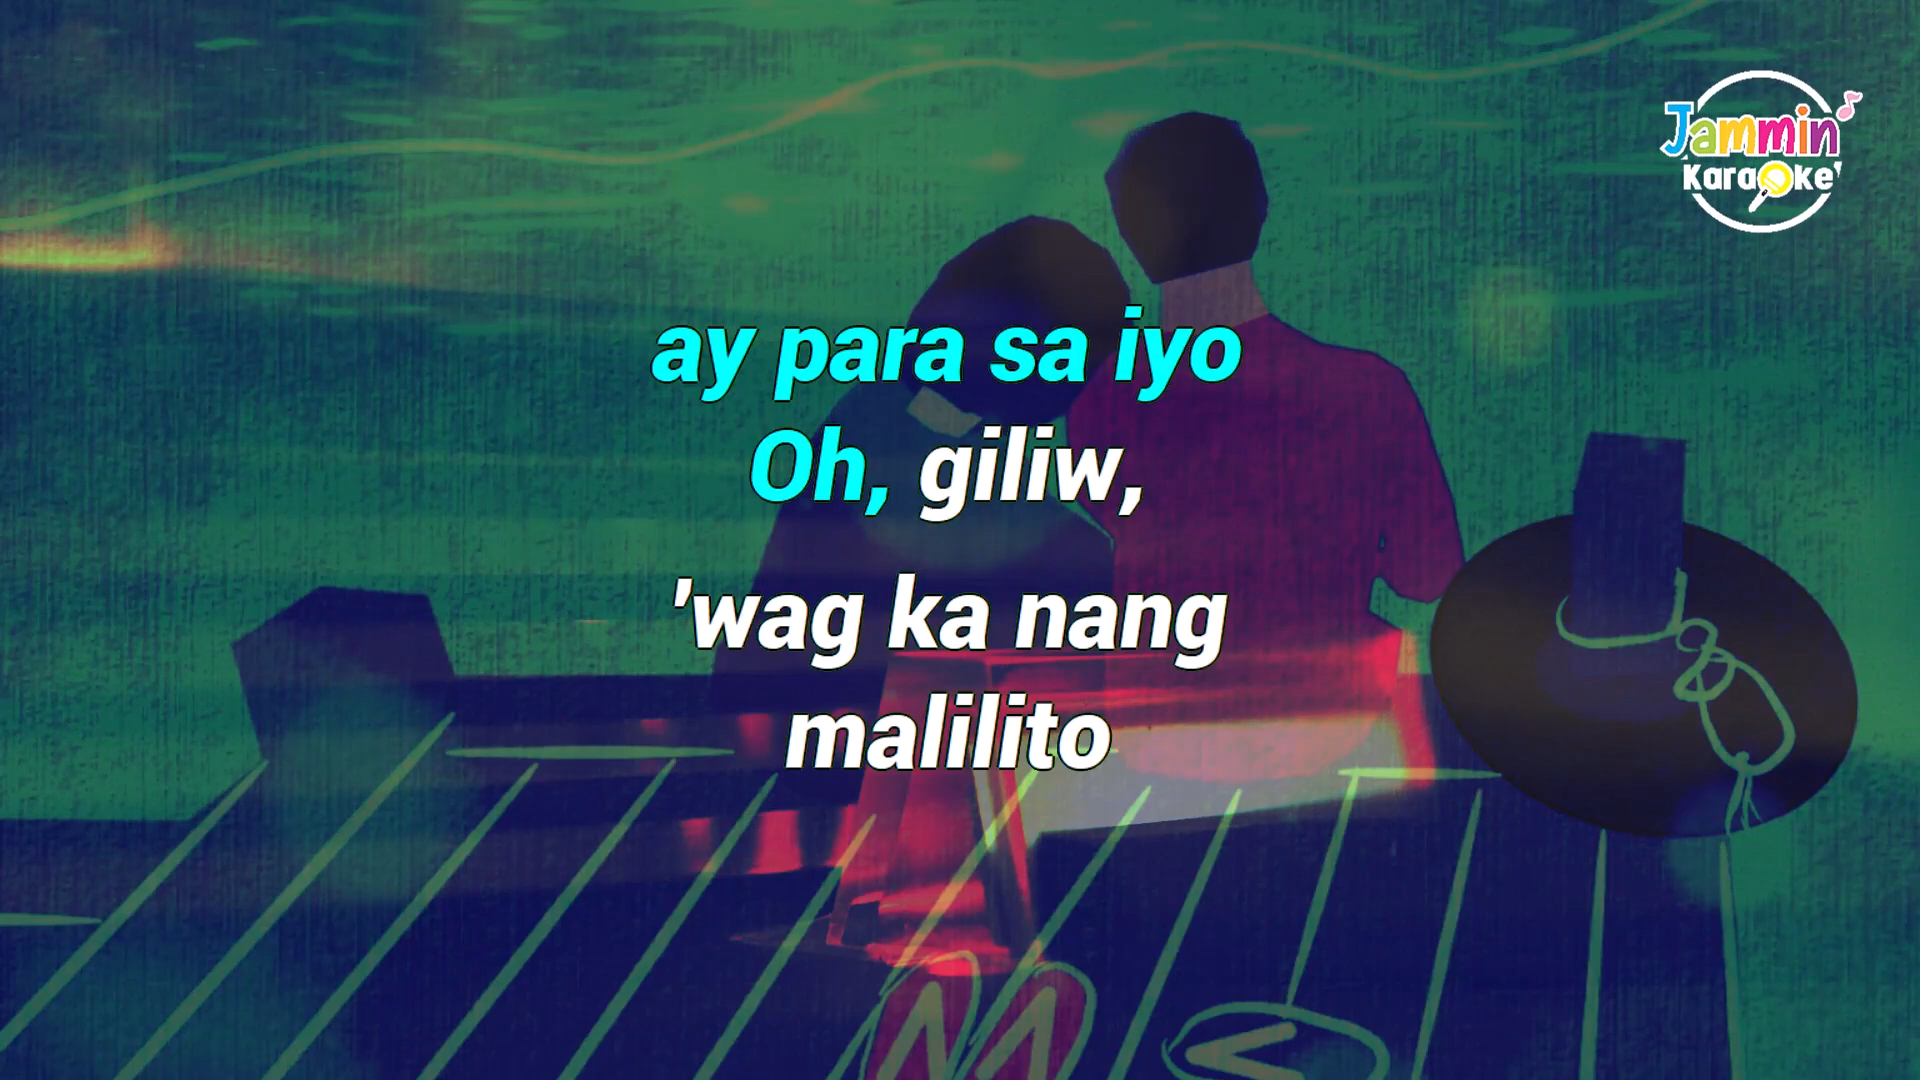 Jammin'
Karaoke
ay para sa iyo
Oh, giliw,
'wag ka nang
malilito